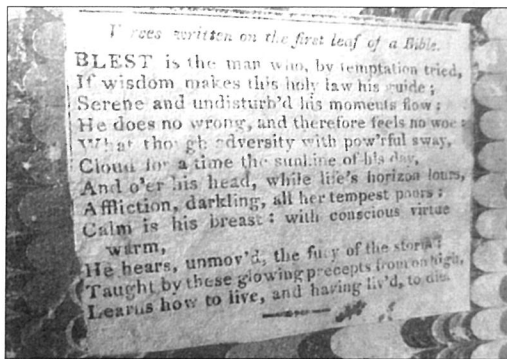 Verses written on the first leaf of a Bible.
BLEST is the man who, by temptation tried,
If wisdom makes this holy law his guide;
Serene and undisturb'd his moments flow;
He does no wrong, and therefore feels no woe:
What though adversity with pow'rful sway,
Cloud for a time the sunshine of his day,
And o'er his head, while life's horizon lours,
Affliction, darkling, all her tempest pours:
Calm is his breast: with conscious virtue
warm,
He hears, unmov'd, the fury of the storm:
Taught by these glowing precepts from on high,
Learns how to live, and having liv'd, to die.